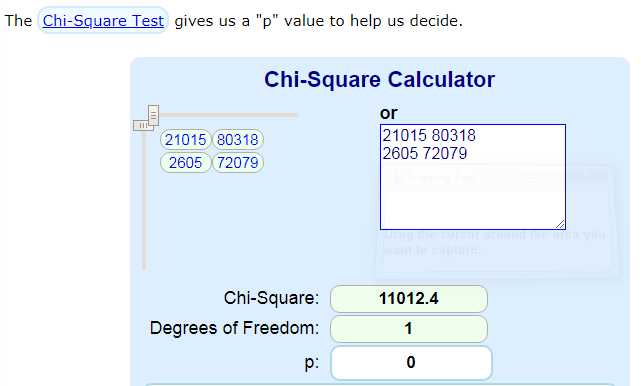 The Chi-Square Test gives us a "p" value to help us decide.
Chi-Square Calculator
or
21015 80318
2605 72079
21015 80318
2605 72079
Snipping Tool
Drag the cursor around the area you
want to capture.
Chi-Square: 11012.4
Degrees of Freedom: 1
p: 0